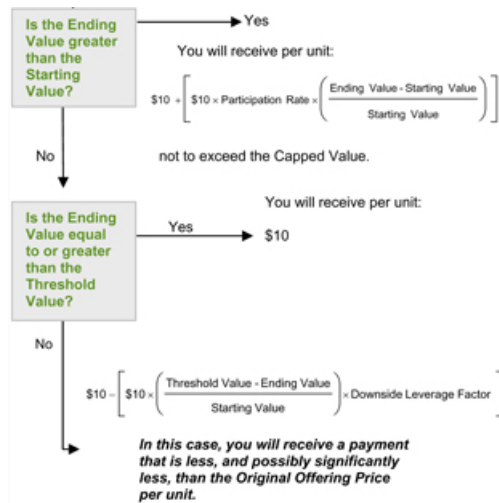 Is the Ending
Value greater
than the
Starting
Value?
Yes
You will receive per unit:
$10 + [ $10 × Participation Rate × ( Ending Value - Starting Value
Starting Value ) ]
No
not to exceed the Capped Value.
You will receive per unit:
Is the Ending
Value equal
to or greater
than the
Threshold
Value?
Yes
$10
No
$10 – [ $10 × ( Threshold Value - Ending Value
Starting Value ) × Downside Leverage Factor ]
In this case, you will receive a payment
that is less, and possibly significantly
less, than the Original Offering Price
per unit.